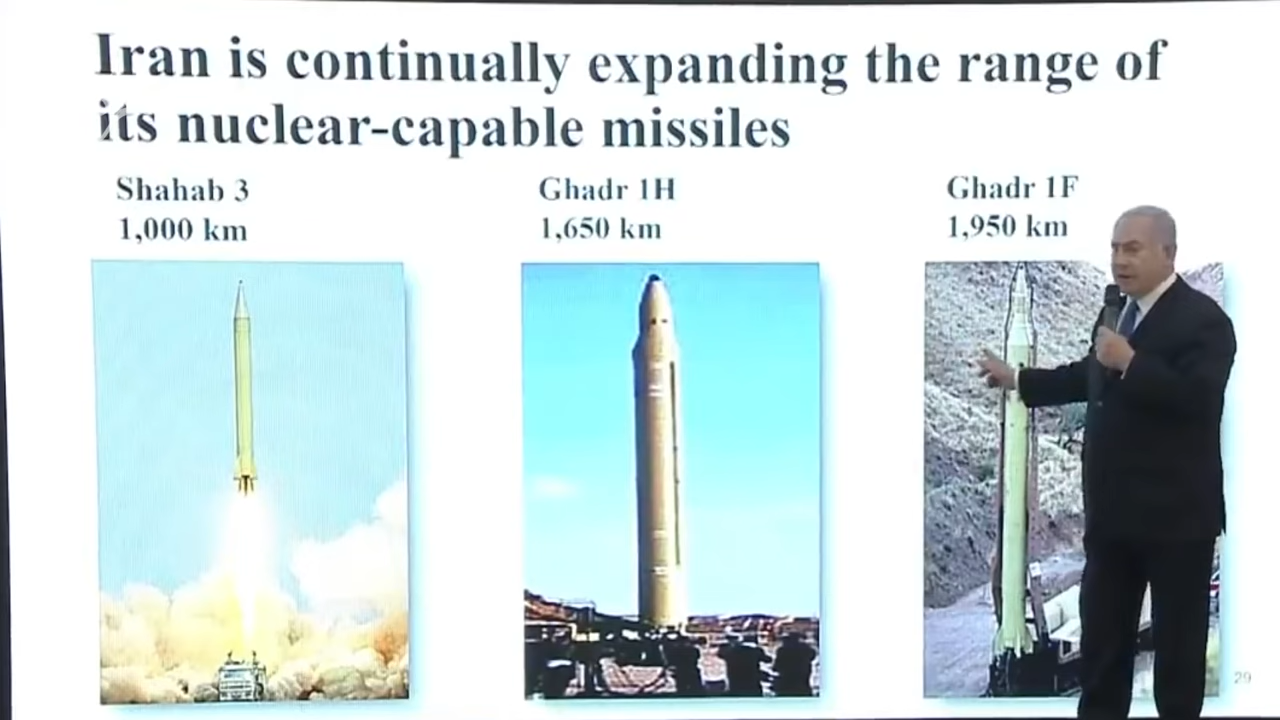 Iran is continually expanding the range of
its nuclear-capable missiles
Shahab 3
1,000 km
Ghadr 1H
1,650 km
Ghadr 1F
1,950 km
29